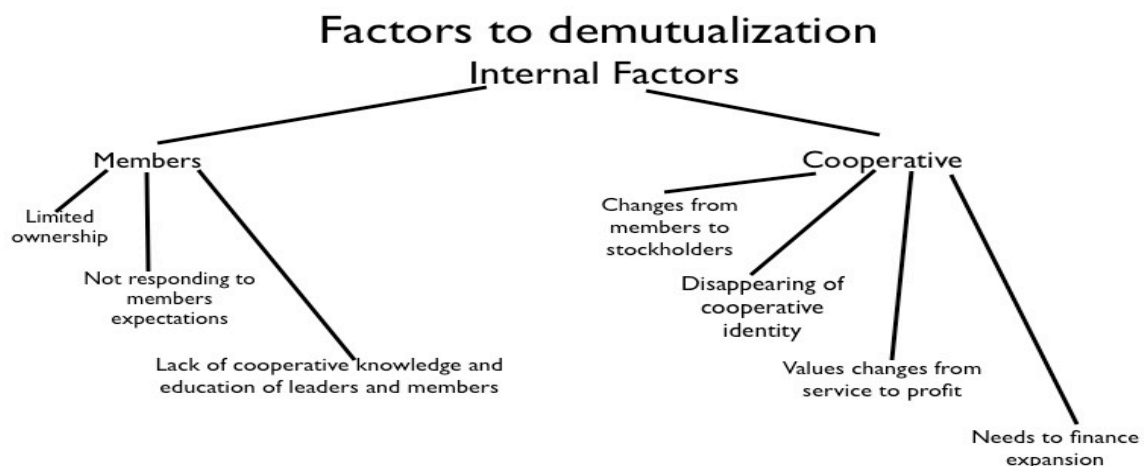 Factors to demutualization
Internal Factors
Members
Cooperative
Limited
ownership
Not responding to
members
expectations
Lack of cooperative knowledge and
education of leaders and members
Changes from
members to
stockholders
Disappearing of
cooperative
identity
Values changes from
service to profit
Needs to finance
expansion